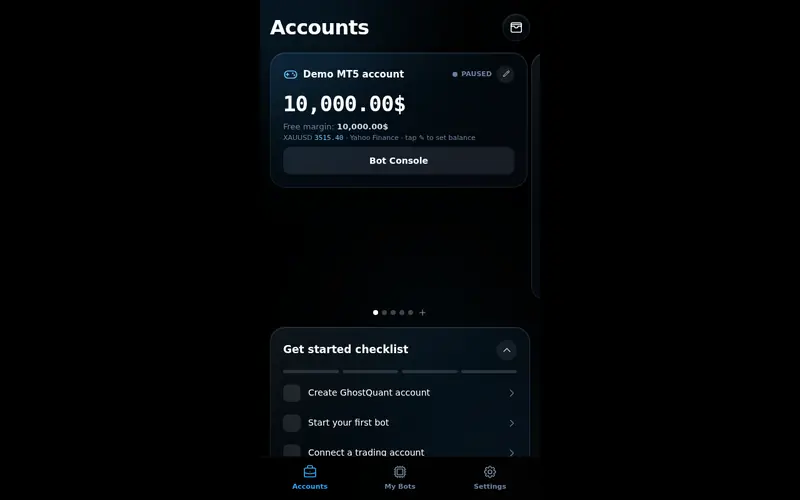 Accounts
Demo MT5 account
PAUSED
10,000.00$
Free margin: 10,000.00$
XAUUSD 3515.40 · Yahoo Finance · tap ✎ to set balance
Bot Console
+
Get started checklist
Create GhostQuant account
Start your first bot
Connect a trading account
Accounts
My Bots
Settings